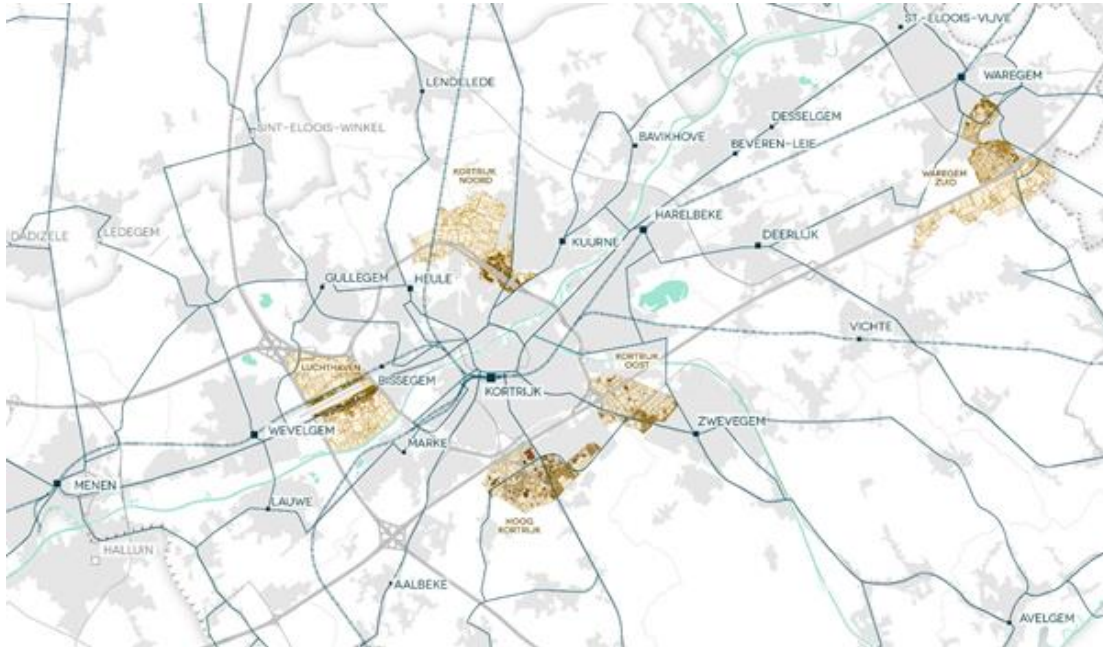 ST-ELOOIS-VIJVE
WAREGEM
LENDELEDE
DESSELGEM
SINT-ELOOIS-WINKEL
BAVIKHOVE
BEVEREN-LEIE
KORTRIJK
NOORD
WAREGEM
ZUID
HARELBEKE
DADIZELE
LEDEGEM
KUURNE
DEERLIJK
GULLEGEM
HEULE
VICHTE
KORTRIJK
OOST
LUCHTHAVEN
BISSEGEM
KORTRIJK
ZWEVEGEM
WEVELGEM
MARKE
MENEN
LAUWE
HOOG
KORTRIJK
HALLUIN
AALBEKE
AVELGEM